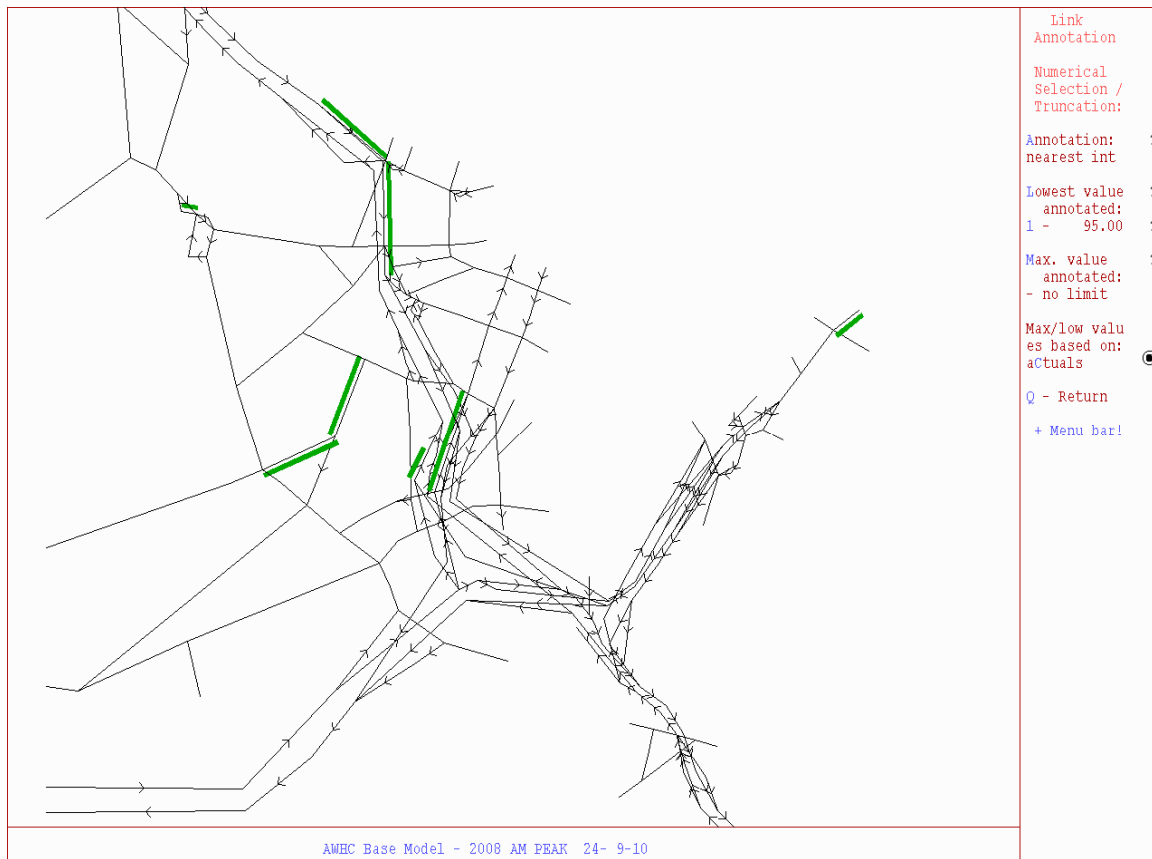 Link
Annotation
Numerical
Selection /
Truncation:
Annotation:
nearest int
Lowest value
annotated:
1 - 95.00
Max. value
annotated:
- no limit
Max/low valu
es based on:
aCtuals
Q - Return
+ Menu bar!
AWHC Base Model - 2008 AM PEAK 24- 9-10